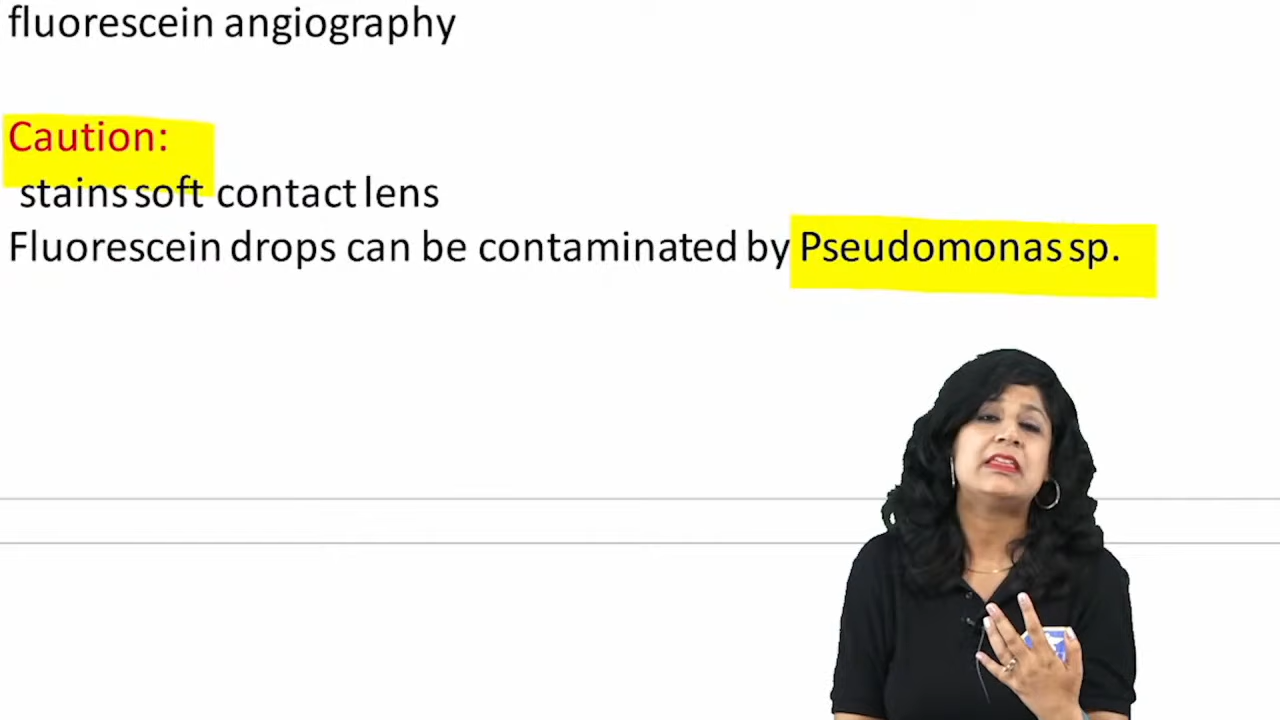 fluorescein angiography
Caution:
stains soft contact lens
Fluorescein drops can be contaminated by Pseudomonas sp.